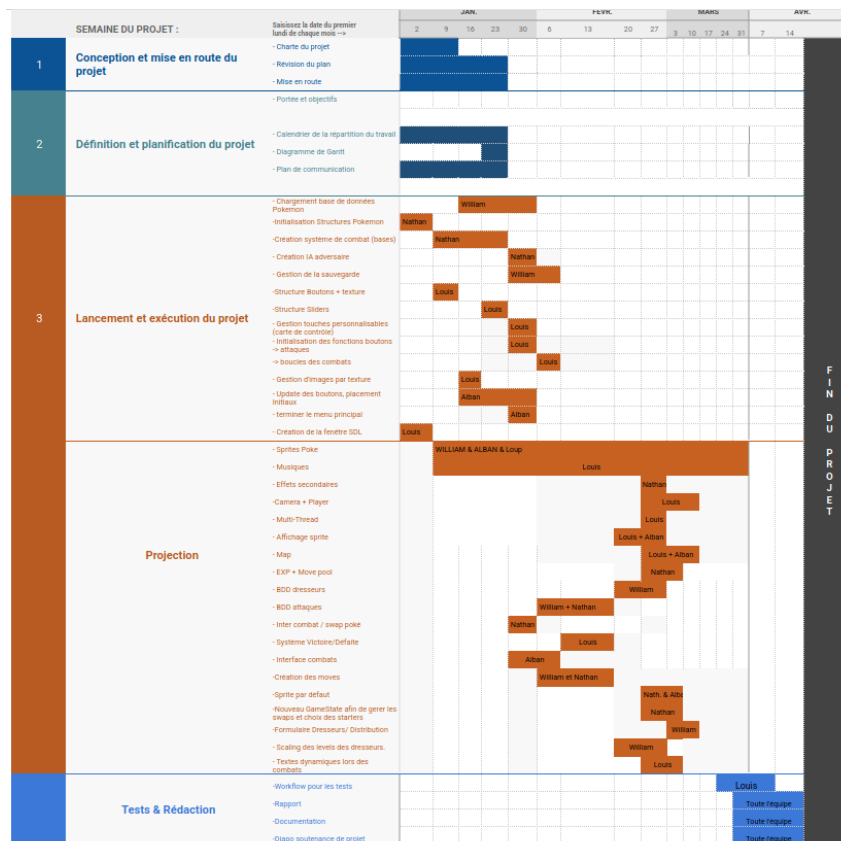 JAN. FEVR. MARS AVR.
SEMAINE DU PROJET : Saisissez la date du premier
lundi de chaque mois -->
2 9 16 23 30 6 13 20 27 3 10 17 24 31 7 14
1 Conception et mise en route du
projet
- Charte du projet
- Révision du plan
- Mise en route
2 Définition et planification du projet
- Portée et objectifs
- Calendrier de la répartition du travail
- Diagramme de Gantt
- Plan de communication
3 Lancement et exécution du projet
- Chargement base de données
Pokemon William
-Initialisation Structures Pokemon Nathan
-Création système de combat (bases) Nathan
- Création IA adversaire Nathan
- Gestion de la sauvegarde William
-Structure Boutons + texture Louis
-Structure Sliders Louis
- Gestion touches personnalisables
(carte de contrôle) Louis
- Initialisation des fonctions boutons
-> attaques Louis
-> boucles des combats Louis
- Gestion d'images par texture Louis
- Update des boutons, placement
Initiaux Alban
- terminer le menu principal Alban
- Création de la fenêtre SDL Louis
Projection
- Sprites Poke WILLIAM & ALBAN & Loup
- Musiques Louis
- Effets secondaires Nathan
-Camera + Player Louis
- Multi-Thread Louis
- Affichage sprite Louis + Alban
- Map Louis + Alban
- EXP + Move pool Nathan
- BDD dresseurs William
- BDD attaques William + Nathan
- Inter combat / swap poké Nathan
- Système Victoire/Défaite Louis
- Interface combats Alban
-Création des moves William et Nathan
-Sprite par défaut Nath. & Alba
-Nouveau GameState afin de gerer les
swaps et choix des starters Nathan
-Formulaire Dresseurs/ Distribution William
- Scaling des levels des dresseurs. William
- Textes dynamiques lors des
combats Louis
Tests & Rédaction
-Workflow pour les tests Louis
-Rapport Toute l'équipe
-Documentation Toute l'équipe
-Diapo soutenance de projet Toute l'équipe
FIN DU PROJET